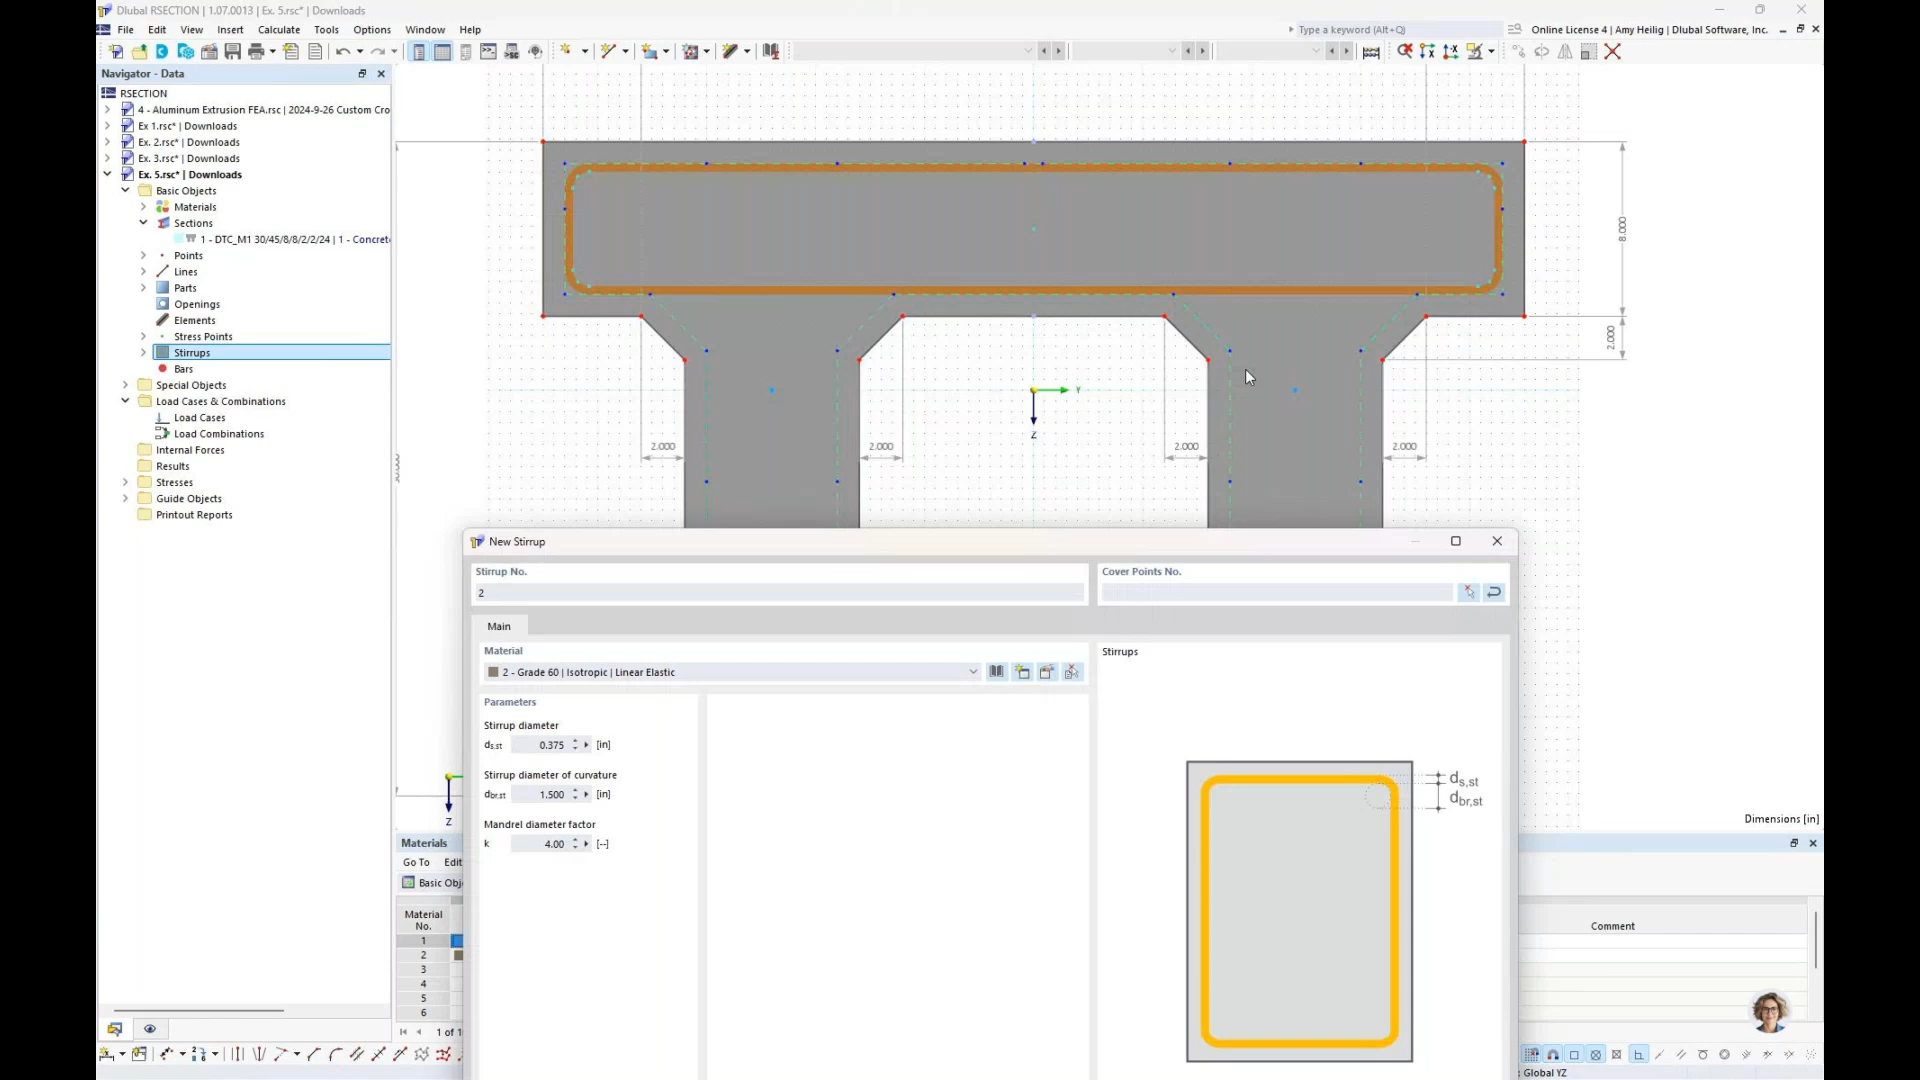 Dlubal RSECTION | 1.07.0013 | Ex. 5.rsc* | Downloads
File Edit View Insert Calculate Tools Options Window Help
Type a keyword (Alt+Q)
Online License 4 | Amy Heilig | Dlubal Software, Inc.
Navigator - Data
RSECTION
4 - Aluminum Extrusion FEA.rsc | 2024-9-26 Custom Cro
Ex 1.rsc* | Downloads
Ex. 2.rsc* | Downloads
Ex. 3.rsc* | Downloads
Ex. 5.rsc* | Downloads
Basic Objects
Materials
Sections
1 - DTC_M1 30/45/8/8/2/2/24 | 1 - Concrete
Points
Lines
Parts
Openings
Elements
Stress Points
Stirrups
Bars
Special Objects
Load Cases & Combinations
Load Cases
Load Combinations
Internal Forces
Results
Stresses
Guide Objects
Printout Reports
8.000
2.000
Y
Z
2.000 2.000 2.000 2.000
New Stirrup
Stirrup No.
2
Cover Points No.
Main
Material
2 - Grade 60 | Isotropic | Linear Elastic
Stirrups
Parameters
Stirrup diameter
ds,st 0.375 [in]
Stirrup diameter of curvature
dbr,st 1.500 [in]
Mandrel diameter factor
k 4.00 [--]
ds,st
dbr,st
Z
Dimensions [in]
Materials
Go To Edit
Basic Obj
Material
No.
Comment
1
2
3
4
5
6
1 of 1
: Global YZ